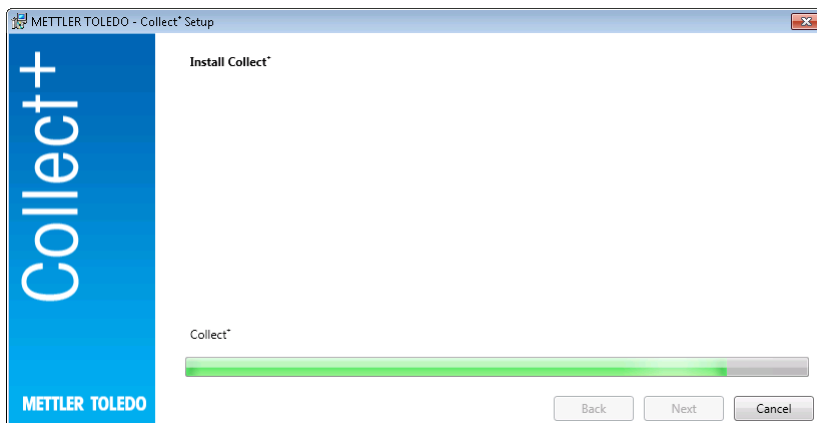 METTLER TOLEDO - Collect⁺ Setup
Collect+
Install Collect⁺
Collect⁺
METTLER TOLEDO
Back
Next
Cancel